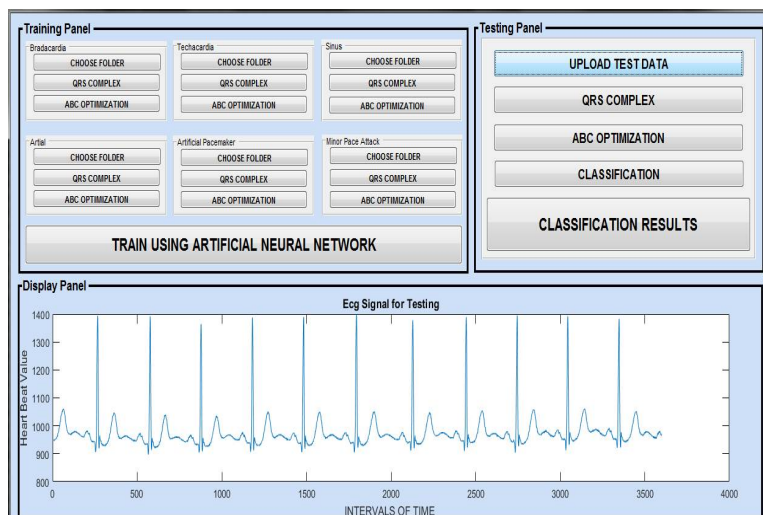 Training Panel
Bradacardia
CHOOSE FOLDER
QRS COMPLEX
ABC OPTIMIZATION
Techacardia
CHOOSE FOLDER
QRS COMPLEX
ABC OPTIMIZATION
Sinus
CHOOSE FOLDER
QRS COMPLEX
ABC OPTIMIZATION
Artial
CHOOSE FOLDER
QRS COMPLEX
ABC OPTIMIZATION
Artificial Pacemaker
CHOOSE FOLDER
QRS COMPLEX
ABC OPTIMIZATION
Minor Pace Attack
CHOOSE FOLDER
QRS COMPLEX
ABC OPTIMIZATION
TRAIN USING ARTIFICIAL NEURAL NETWORK
Testing Panel
UPLOAD TEST DATA
QRS COMPLEX
ABC OPTIMIZATION
CLASSIFICATION
CLASSIFICATION RESULTS
Display Panel
Ecg Signal for Testing
Heart Beat Value
1400
1300
1200
1100
1000
900
800
0 500 1000 1500 2000 2500 3000 3500 4000
INTERVALS OF TIME